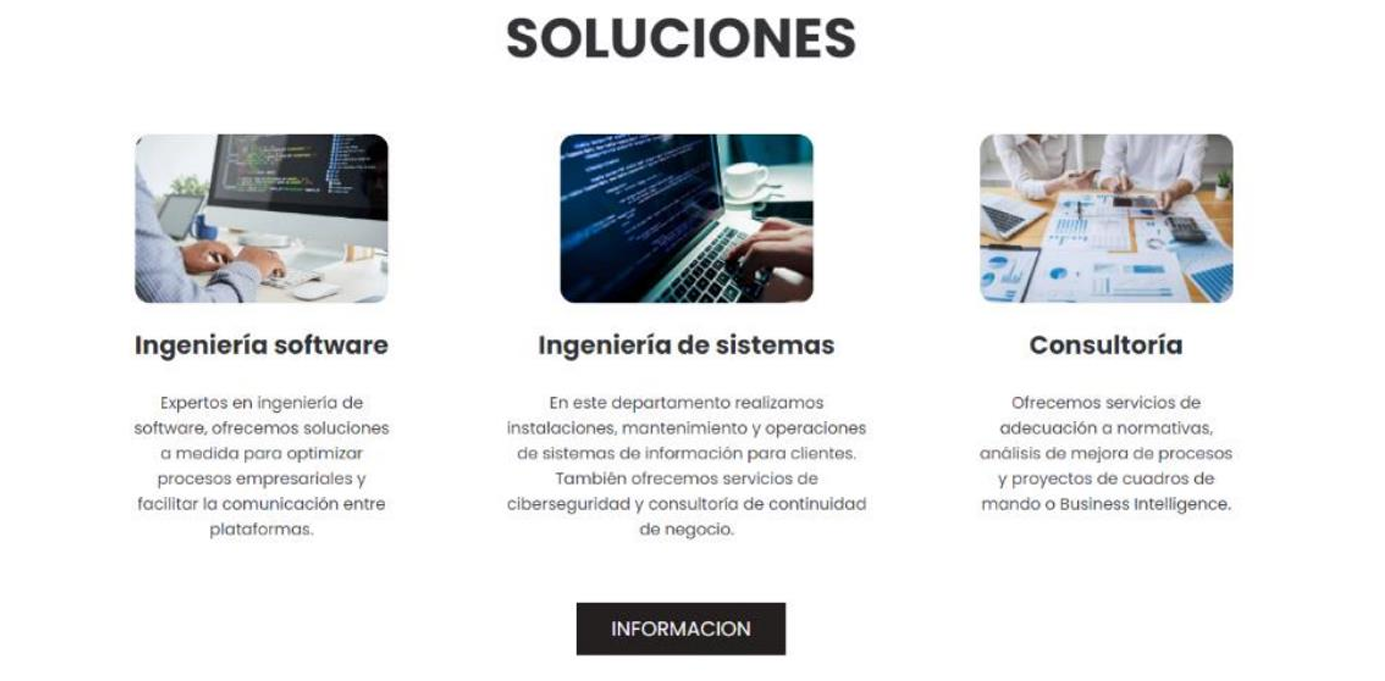 SOLUCIONES
Ingeniería software
Expertos en ingeniería de
software, ofrecemos soluciones
a medida para optimizar
procesos empresariales y
facilitar la comunicación entre
plataformas.
Ingeniería de sistemas
En este departamento realizamos
instalaciones, mantenimiento y operaciones
de sistemas de información para clientes.
También ofrecemos servicios de
ciberseguridad y consultoría de continuidad
de negocio.
Consultoría
Ofrecemos servicios de
adecuación a normativas,
análisis de mejora de procesos
y proyectos de cuadros de
mando o Business Intelligence.
INFORMACION